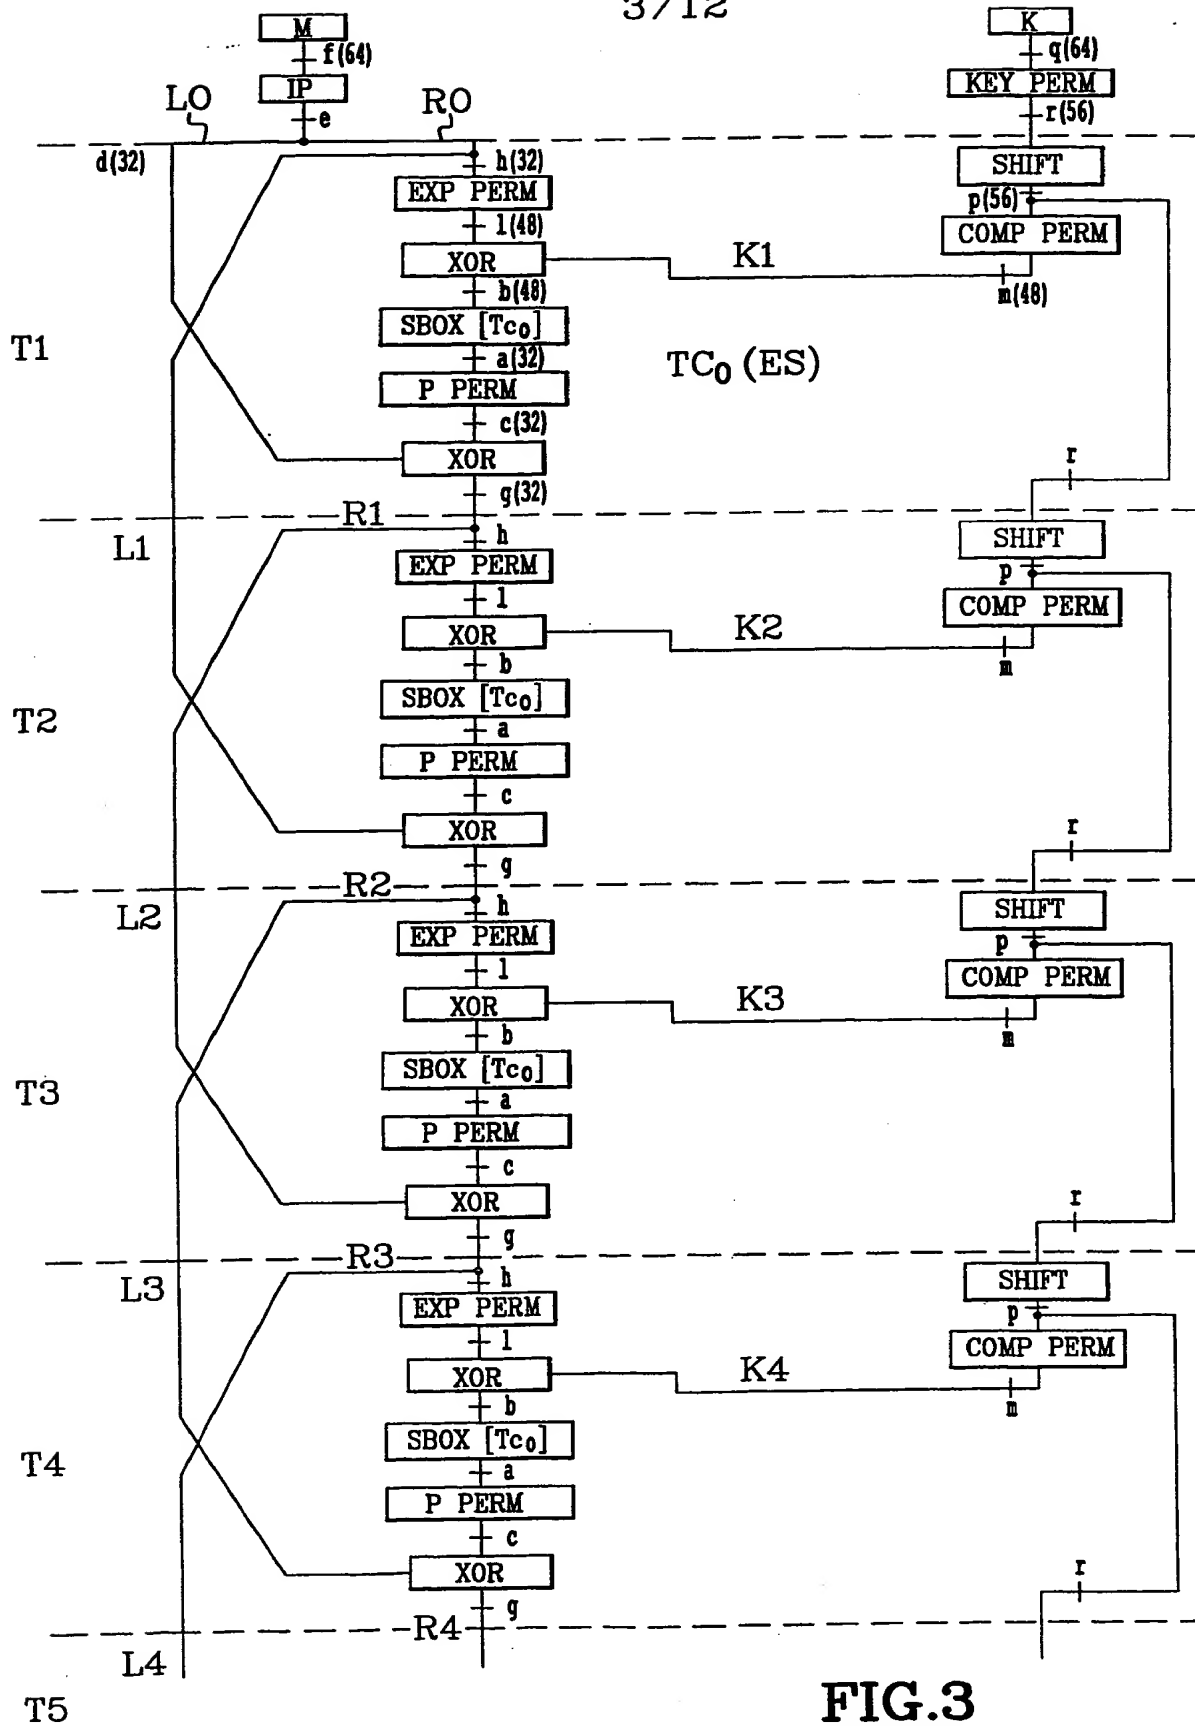 3/12
M
K
f(64)
q(64)
IP
KEY PERM
L0
R0
e
r(56)
d(32)
h(32)
SHIFT
EXP PERM
p(56)
l(48)
COMP PERM
XOR
K1
b(48)
m(48)
SBOX [Tc0]
T1
a(32)
TC0 (ES)
P PERM
c(32)
XOR
r
g(32)
R1
L1
h
SHIFT
EXP PERM
p
l
COMP PERM
XOR
K2
b
m
SBOX [Tc0]
T2
a
P PERM
c
XOR
r
g
R2
L2
h
SHIFT
EXP PERM
p
l
COMP PERM
XOR
K3
b
m
SBOX [Tc0]
T3
a
P PERM
c
XOR
r
g
R3
L3
h
SHIFT
EXP PERM
p
l
COMP PERM
XOR
K4
b
m
SBOX [Tc0]
T4
a
P PERM
c
XOR
r
g
R4
L4
T5
FIG.3